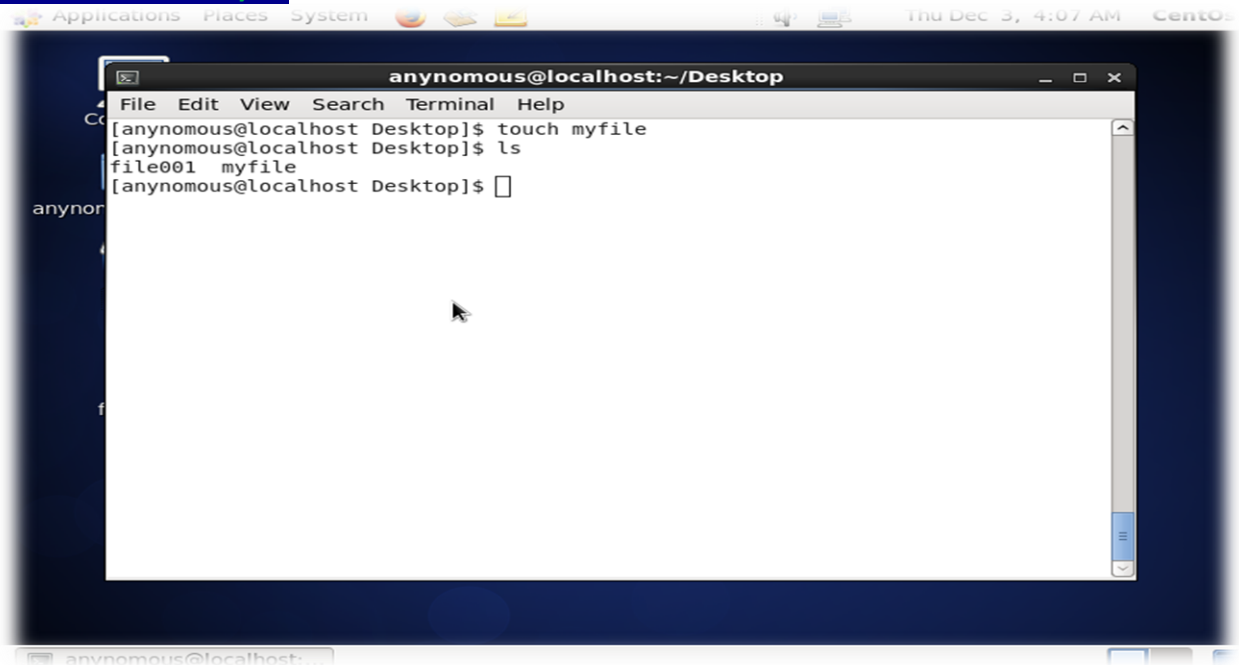 Applications Places System Thu Dec 3, 4:07 AM
anynomous@localhost:~/Desktop
File Edit View Search Terminal Help
[anynomous@localhost Desktop]$ touch myfile
[anynomous@localhost Desktop]$ ls
file001 myfile
[anynomous@localhost Desktop]$
anynomous@localhost:...